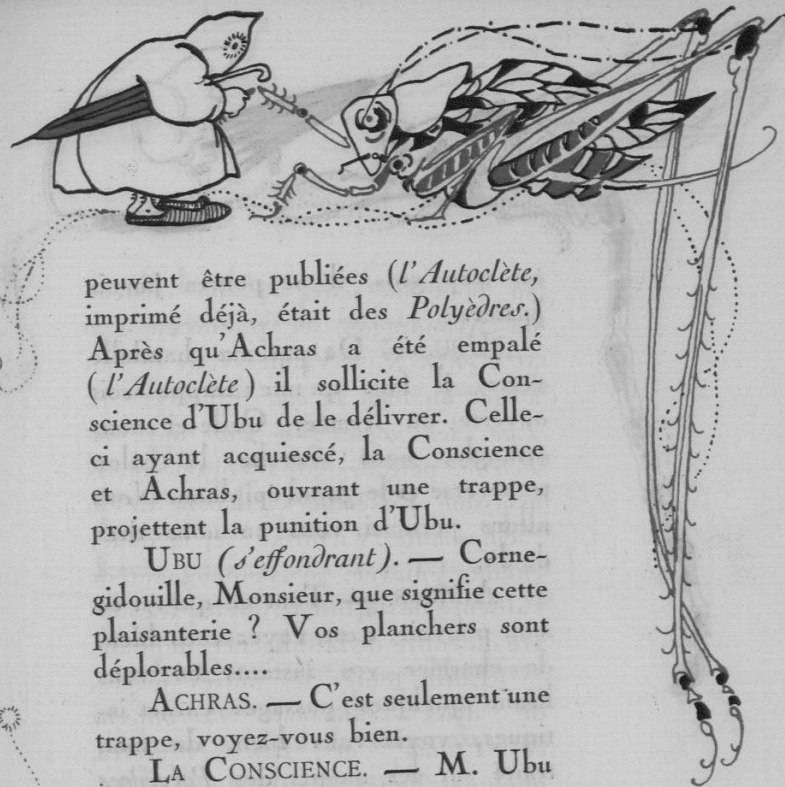 peuvent être publiées (l'Autoclète,
imprimé déjà, était des Polyèdres.)
Après qu'Achras a été empalé
(l'Autoclète) il sollicite la Con-
science d'Ubu de le délivrer. Celle-
ci ayant acquiescé, la Conscience
et Achras, ouvrant une trappe,
projettent la punition d'Ubu.
UBU (s'effondrant). — Corne-
gidouille, Monsieur, que signifie cette
plaisanterie ? Vos planchers sont
déplorables....
ACHRAS. — C'est seulement une
trappe, voyez-vous bien.
LA CONSCIENCE. — M. Ubu